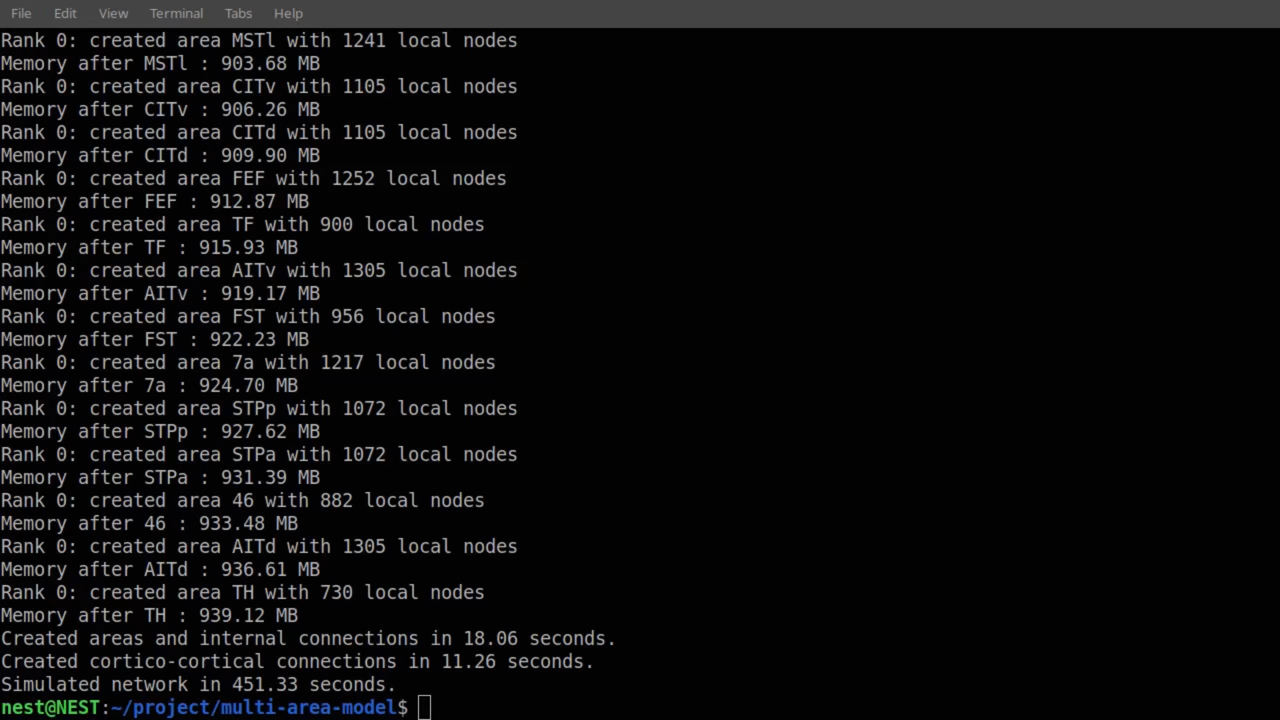 File Edit View Terminal Tabs Help
Rank 0: created area MSTl with 1241 local nodes
Memory after MSTl : 903.68 MB
Rank 0: created area CITv with 1105 local nodes
Memory after CITv : 906.26 MB
Rank 0: created area CITd with 1105 local nodes
Memory after CITd : 909.90 MB
Rank 0: created area FEF with 1252 local nodes
Memory after FEF : 912.87 MB
Rank 0: created area TF with 900 local nodes
Memory after TF : 915.93 MB
Rank 0: created area AITv with 1305 local nodes
Memory after AITv : 919.17 MB
Rank 0: created area FST with 956 local nodes
Memory after FST : 922.23 MB
Rank 0: created area 7a with 1217 local nodes
Memory after 7a : 924.70 MB
Rank 0: created area STPp with 1072 local nodes
Memory after STPp : 927.62 MB
Rank 0: created area STPa with 1072 local nodes
Memory after STPa : 931.39 MB
Rank 0: created area 46 with 882 local nodes
Memory after 46 : 933.48 MB
Rank 0: created area AITd with 1305 local nodes
Memory after AITd : 936.61 MB
Rank 0: created area TH with 730 local nodes
Memory after TH : 939.12 MB
Created areas and internal connections in 18.06 seconds.
Created cortico-cortical connections in 11.26 seconds.
Simulated network in 451.33 seconds.
nest@NEST:~/project/multi-area-model$